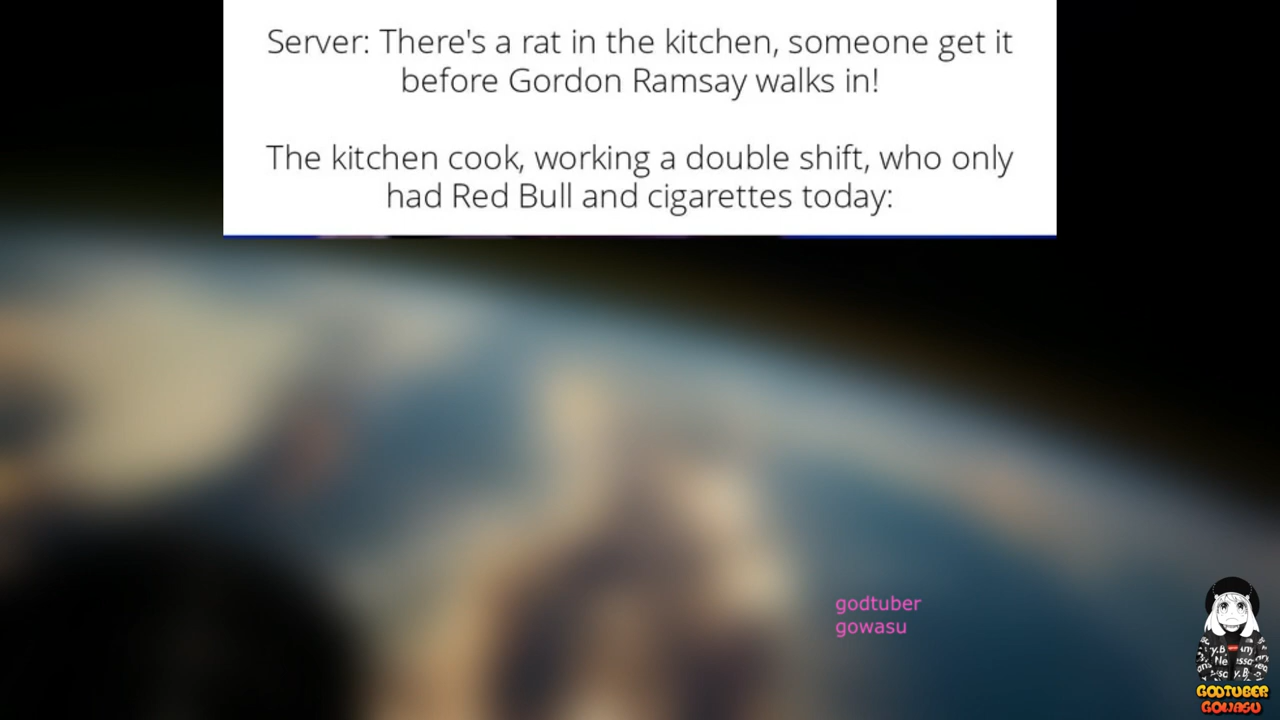 Server: There's a rat in the kitchen, someone get it
before Gordon Ramsay walks in!
The kitchen cook, working a double shift, who only
had Red Bull and cigarettes today:
godtuber
gowasu
GODTUBER
GOWASU